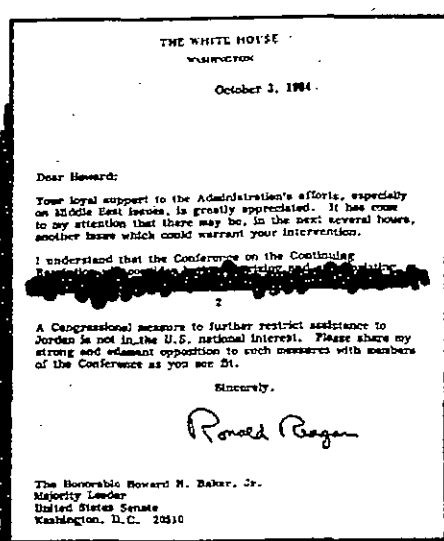 THE WHITE HOUSE
WASHINGTON
October 3, 1984
Dear Howard:
Your loyal support to the Administration's efforts, especially
on Middle East issues, is greatly appreciated. It has come
to my attention that there may be, in the next several hours,
another issue which could warrant your intervention.
I understand that the Conference on the Continuing
2
A Congressional measure to further restrict assistance to
Jordan is not in the U.S. national interest. Please share my
strong and adamant opposition to such measures with members
of the Conference as you see fit.
Sincerely,
Ronald Reagan
The Honorable Howard H. Baker, Jr.
Majority Leader
United States Senate
Washington, D.C. 20510